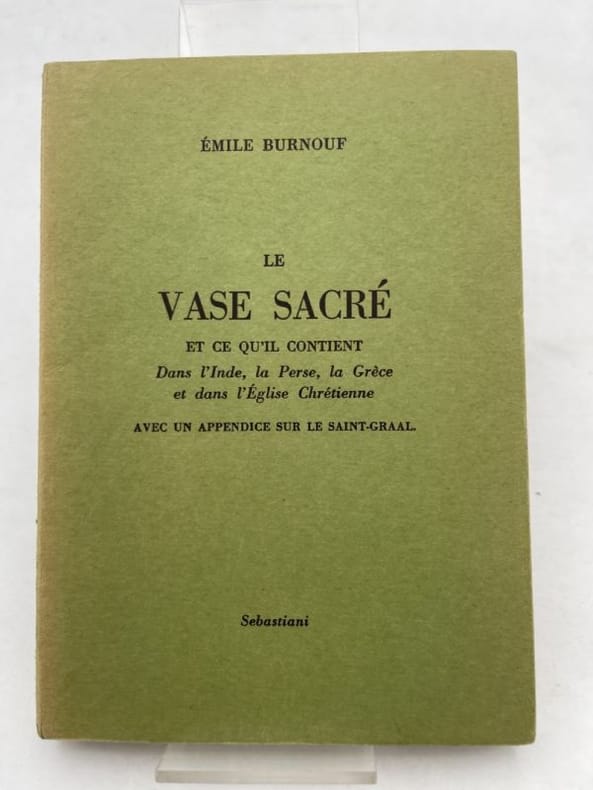 ÉMILE BURNOUF
LE
VASE SACRÉ
ET CE QU'IL CONTIENT
Dans l'Inde, la Perse, la Grèce
et dans l'Église Chrétienne
AVEC UN APPENDICE SUR LE SAINT-GRAAL.
Sebastiani